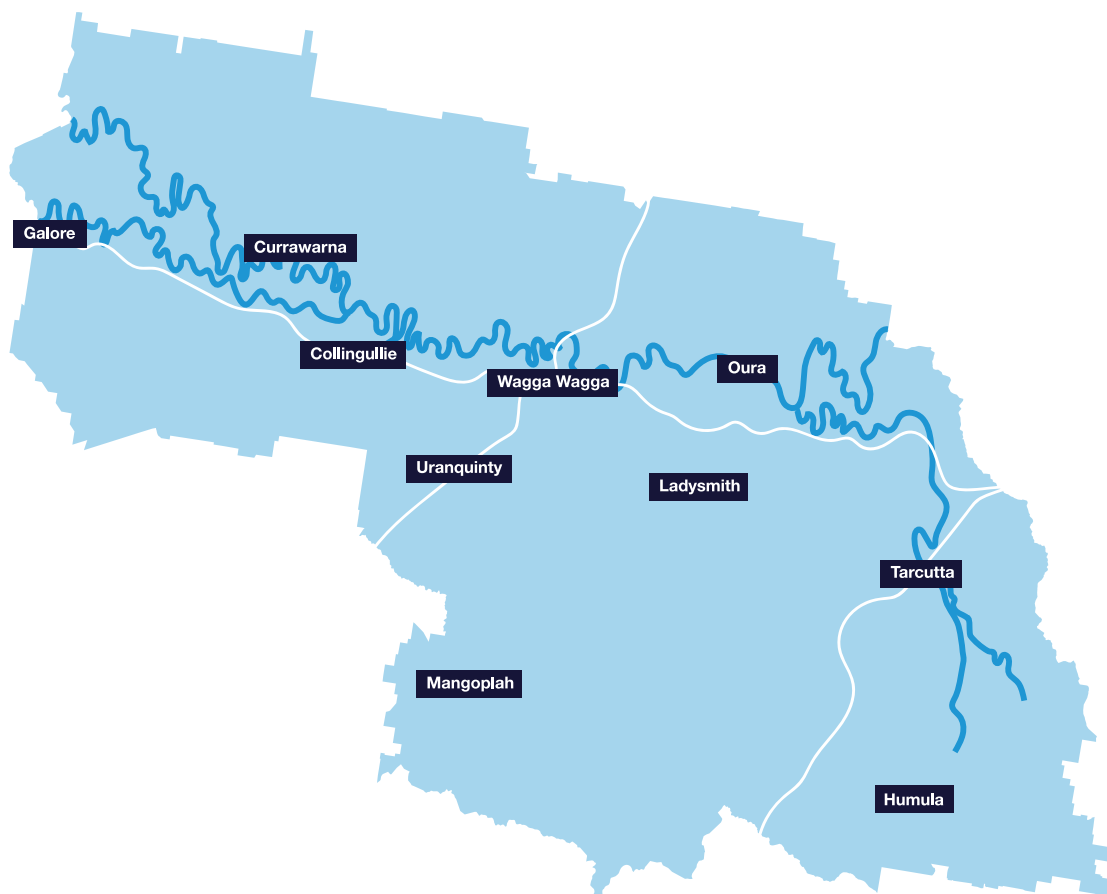 Galore
Currawarna
Collingullie
Wagga Wagga
Oura
Uranquinty
Ladysmith
Tarcutta
Mangoplah
Humula